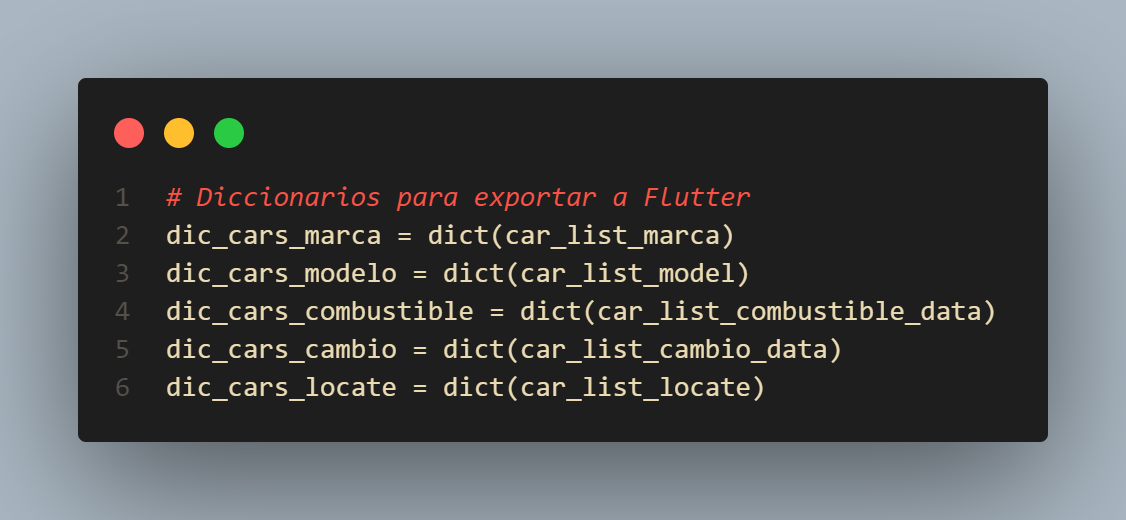 1 # Diccionarios para exportar a Flutter
2 dic_cars_marca = dict(car_list_marca)
3 dic_cars_modelo = dict(car_list_model)
4 dic_cars_combustible = dict(car_list_combustible_data)
5 dic_cars_cambio = dict(car_list_cambio_data)
6 dic_cars_locate = dict(car_list_locate)